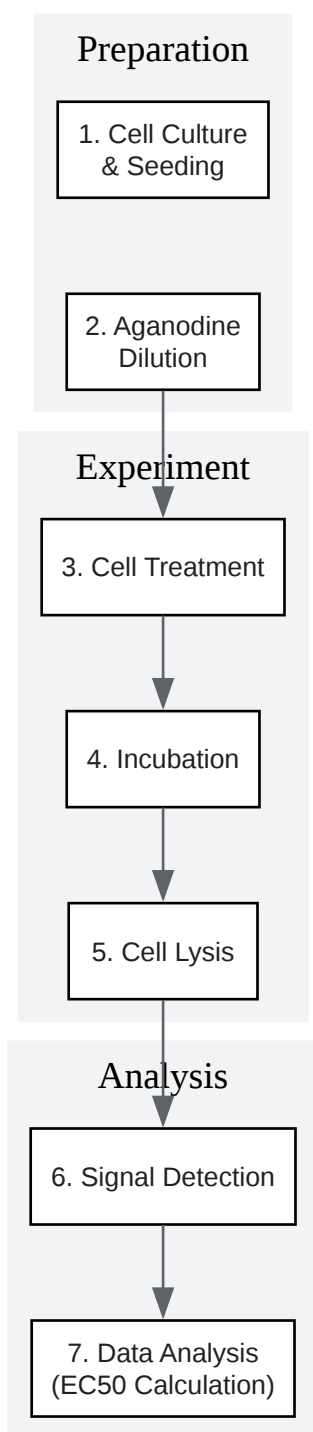 Preparation
1. Cell Culture
& Seeding
2. Aganodine
Dilution
Experiment
3. Cell Treatment
4. Incubation
5. Cell Lysis
Analysis
6. Signal Detection
7. Data Analysis
(EC50 Calculation)